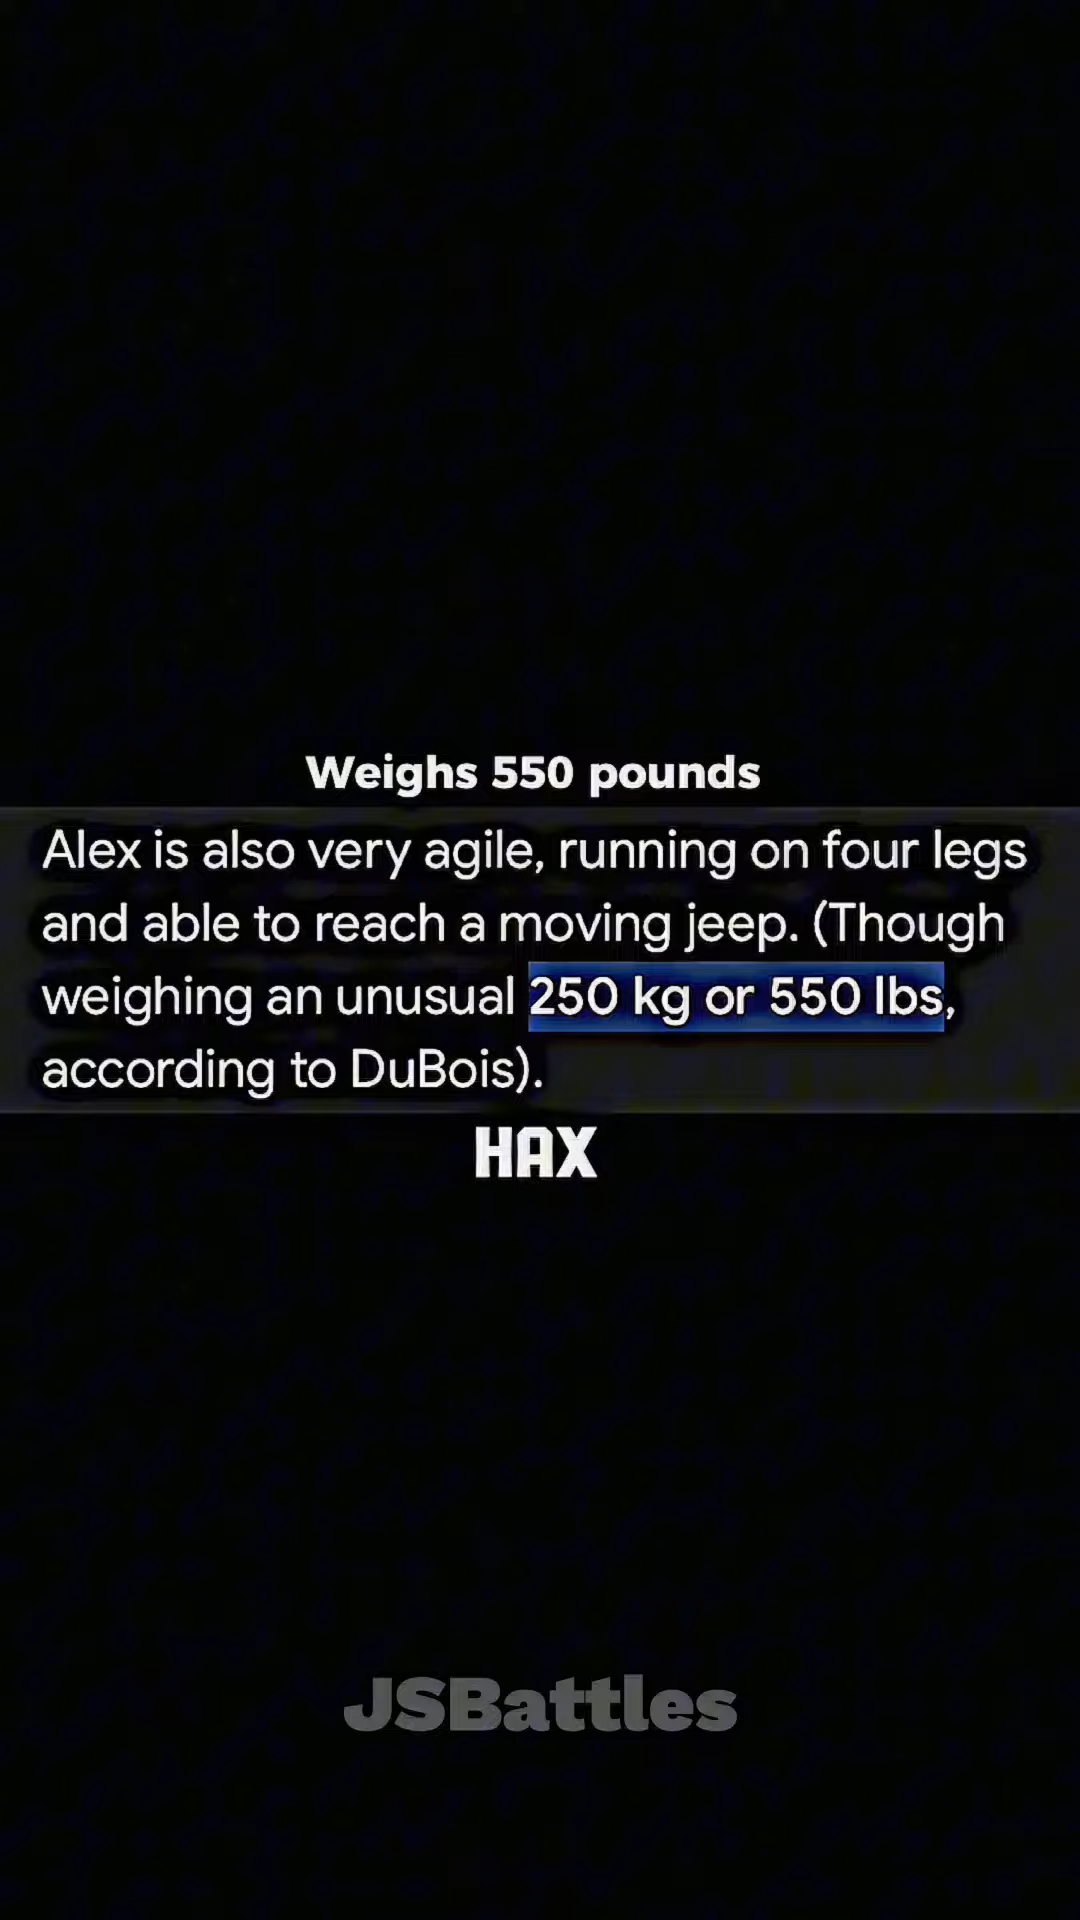 Weighs 550 pounds
Alex is also very agile, running on four legs
and able to reach a moving jeep. (Though
weighing an unusual 250 kg or 550 lbs,
according to DuBois).
HAX
JSBattles